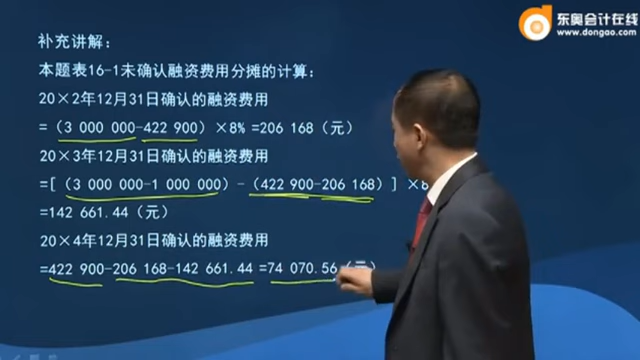 东奥会计在线
www.dongao.com
补充讲解：
本题表16-1未确认融资费用分摊的计算：
20×2年12月31日确认的融资费用
=（3 000 000-422 900）×8% =206 168（元）
20×3年12月31日确认的融资费用
=[（3 000 000-1 000 000）-（422 900-206 168）] ×8
=142 661.44（元）
20×4年12月31日确认的融资费用
=422 900-206 168-142 661.44 =74 070.56（元）